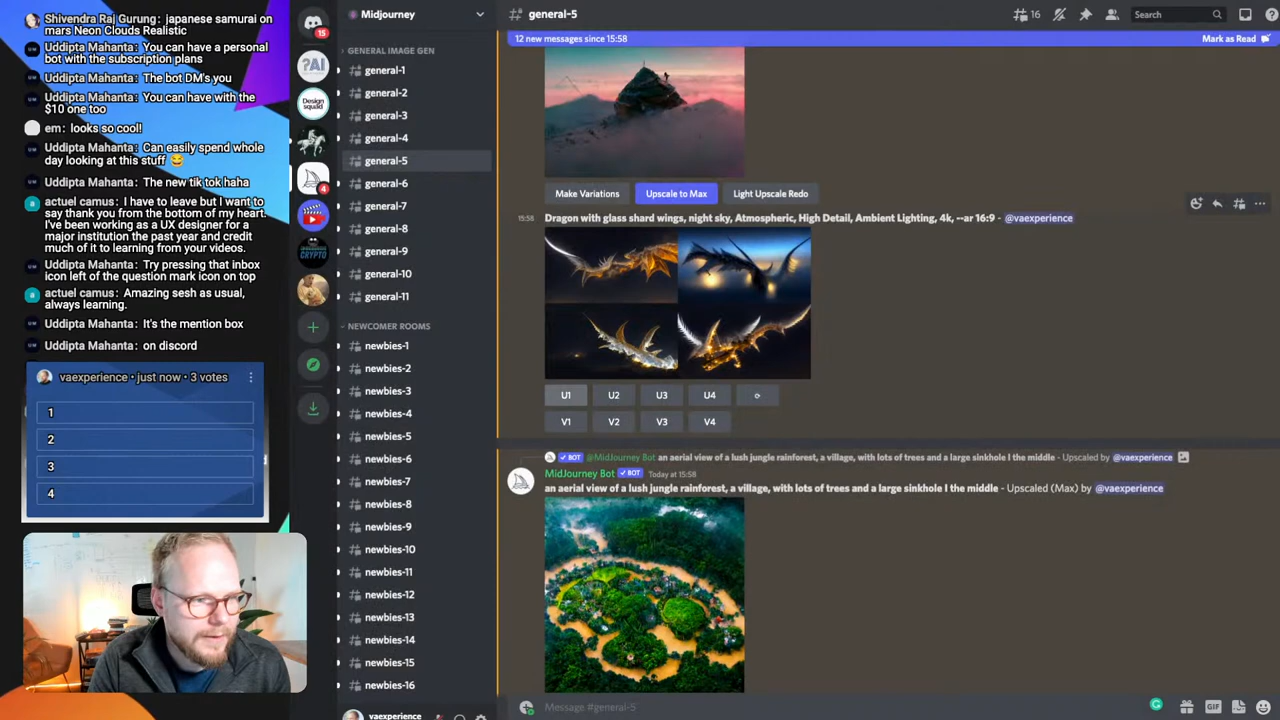 Shivendra Raj Gurung: japanese samurai on
mars Neon Clouds Realistic
Uddipta Mahanta: You can have a personal
bot with the subscription plans
Uddipta Mahanta: The bot DM's you
Uddipta Mahanta: You can have with the
$10 one too
em: looks so cool!
Uddipta Mahanta: Can easily spend whole
day looking at this stuff 😂
Uddipta Mahanta: The new tik tok haha
actuel camus: I have to leave but I want to
say thank you from the bottom of my heart.
I've been working as a UX designer for a
major institution the past year and credit
much of it to learning from your videos.
Uddipta Mahanta: Try pressing that inbox
icon left of the question mark icon on top
actuel camus: Amazing sesh as usual,
always learning.
Uddipta Mahanta: It's the mention box
Uddipta Mahanta: on discord
vaexperience • just now • 3 votes
1
2
3
4
15
PAI
Design
squad
4
CRYPTO
Midjourney
GENERAL IMAGE GEN
general-1
general-2
general-3
general-4
general-5
general-6
general-7
general-8
general-9
general-10
general-11
NEWCOMER ROOMS
newbies-1
newbies-2
newbies-3
newbies-4
newbies-5
newbies-6
newbies-7
newbies-8
newbies-9
newbies-10
newbies-11
newbies-12
newbies-13
newbies-14
newbies-15
newbies-16
vaexperience
general-5
16
Search
12 new messages since 15:58
Mark as Read
Make Variations
Upscale to Max
Light Upscale Redo
15:58
Dragon with glass shard wings, night sky, Atmospheric, High Detail, Ambient Lighting, 4k, --ar 16:9 - @vaexperience
U1
U2
U3
U4
V1
V2
V3
V4
BOT @MidJourney Bot an aerial view of a lush jungle rainforest, a village, with lots of trees and a large sinkhole I the middle - Upscaled by @vaexperience
MidJourney Bot BOT Today at 15:58
an aerial view of a lush jungle rainforest, a village, with lots of trees and a large sinkhole I the middle - Upscaled (Max) by @vaexperience
Message #general-5
GIF